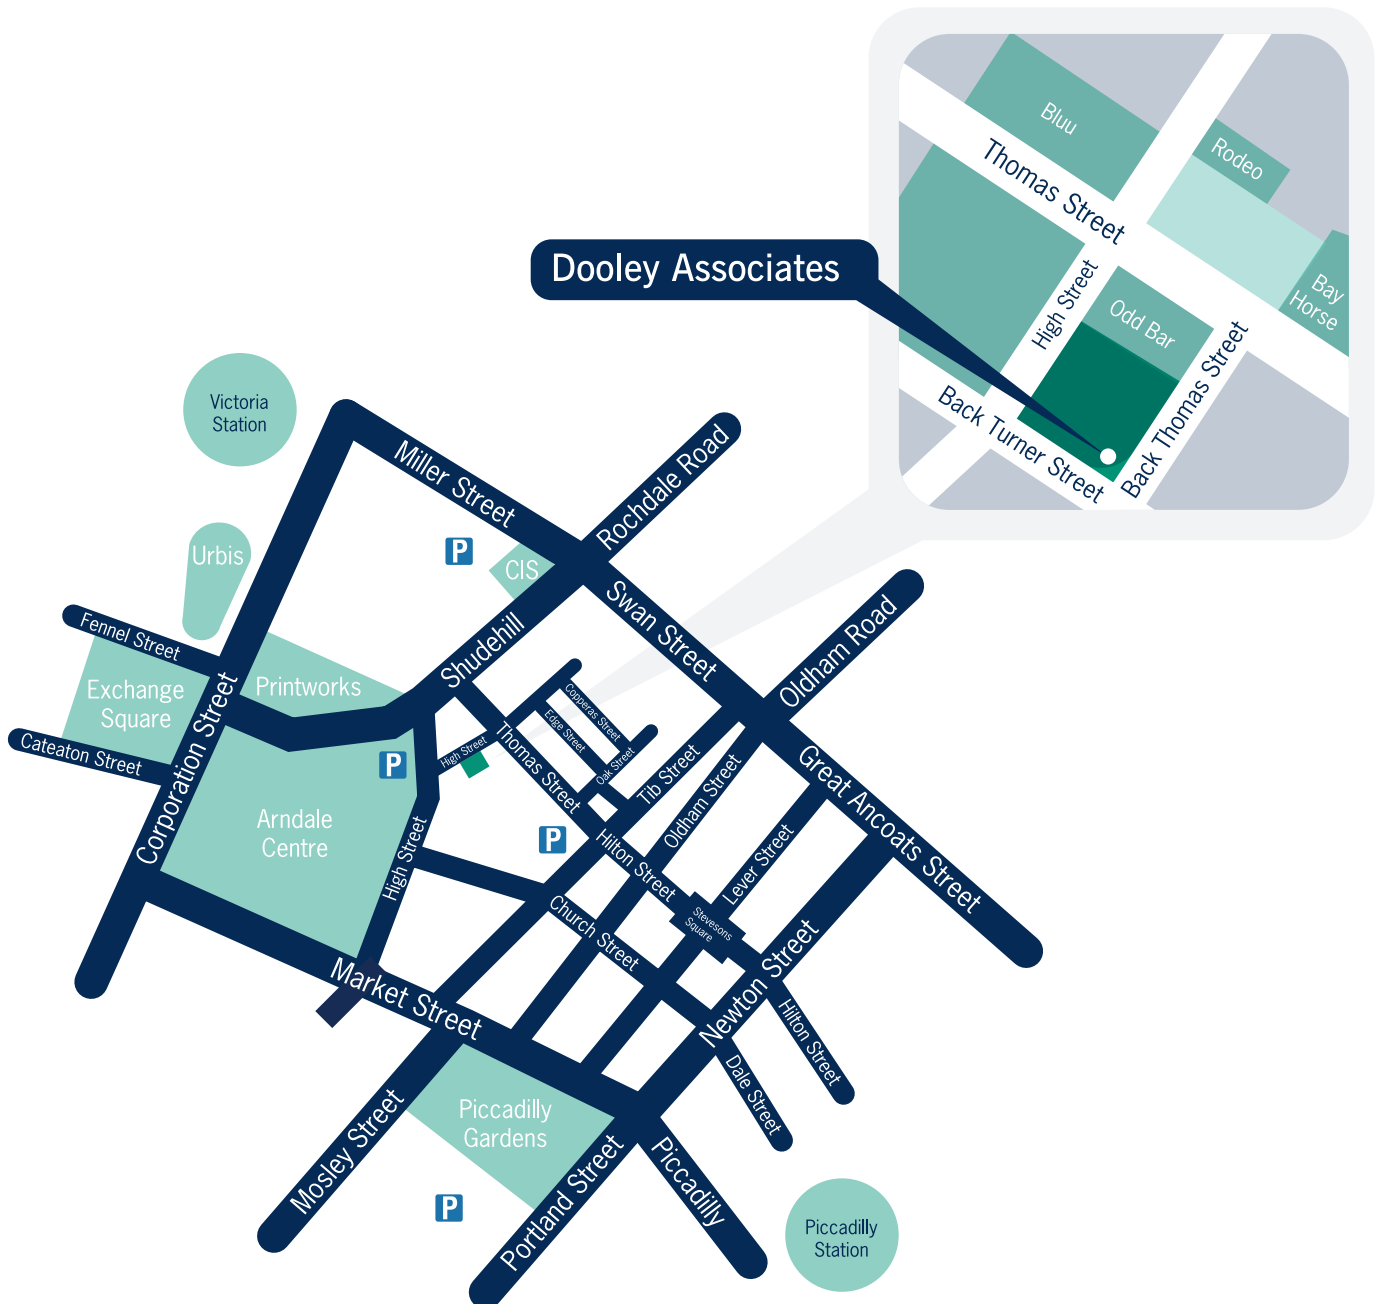 Bluu
Rodeo
Thomas Street
Bay
Horse
High Street
Odd Bar
Dooley Associates
Back Thomas Street
Back Turner Street
Victoria
Station
Miller Street
Rochdale Road
Urbis
P
CIS
Swan Street
Oldham Road
Fennel Street
Shudehill
Exchange
Square
Printworks
Corporation Street
Cateaton Street
P
High Street
Thomas Street
Copperas Street
Edge Street
Oak Street
Tib Street
Oldham Street
Great Ancoats Street
Arndale
Centre
High Street
P
Hilton Street
Lever Street
Church Street
Stevesons
Square
Newton Street
Market Street
Hilton Street
Dale Street
Piccadilly
Gardens
Mosley Street
P
Portland Street
Piccadilly
Piccadilly
Station